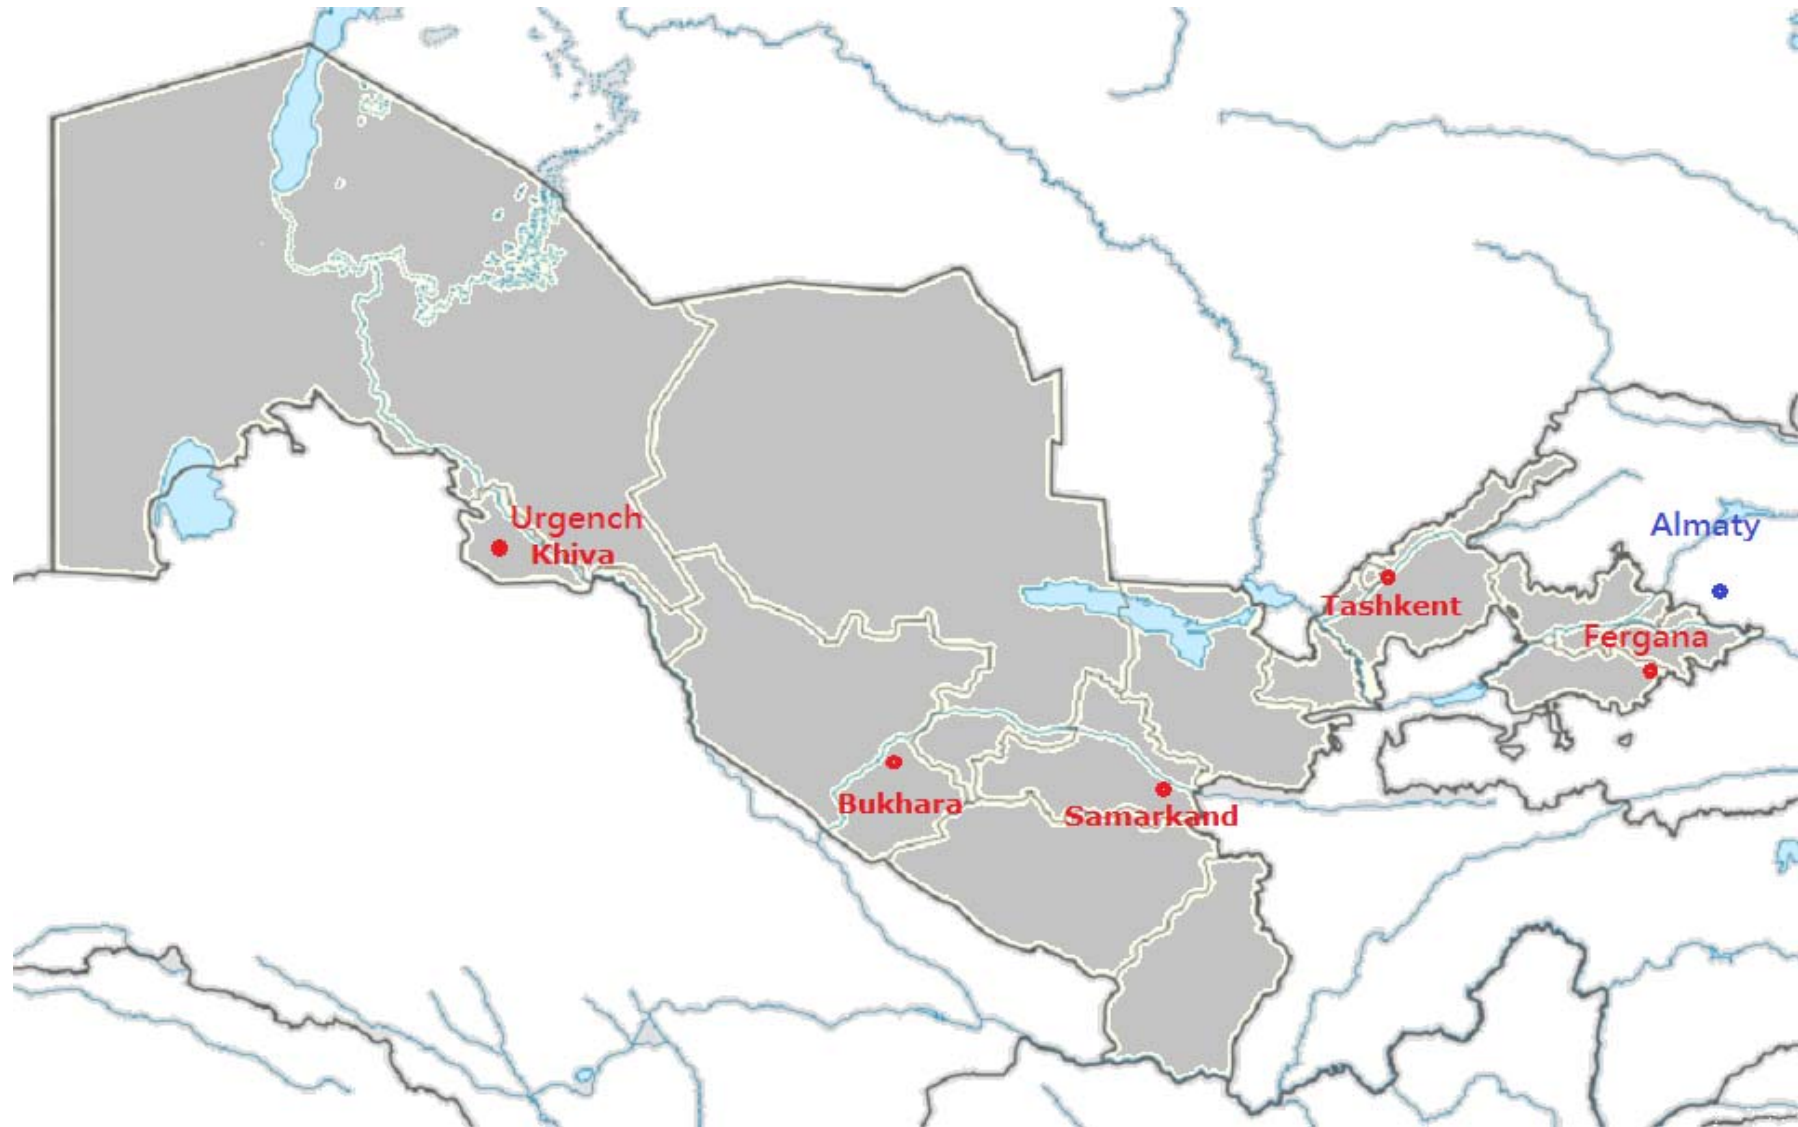 Urgench
Khiva
Almaty
Tashkent
Fergana
Bukhara
Samarkand